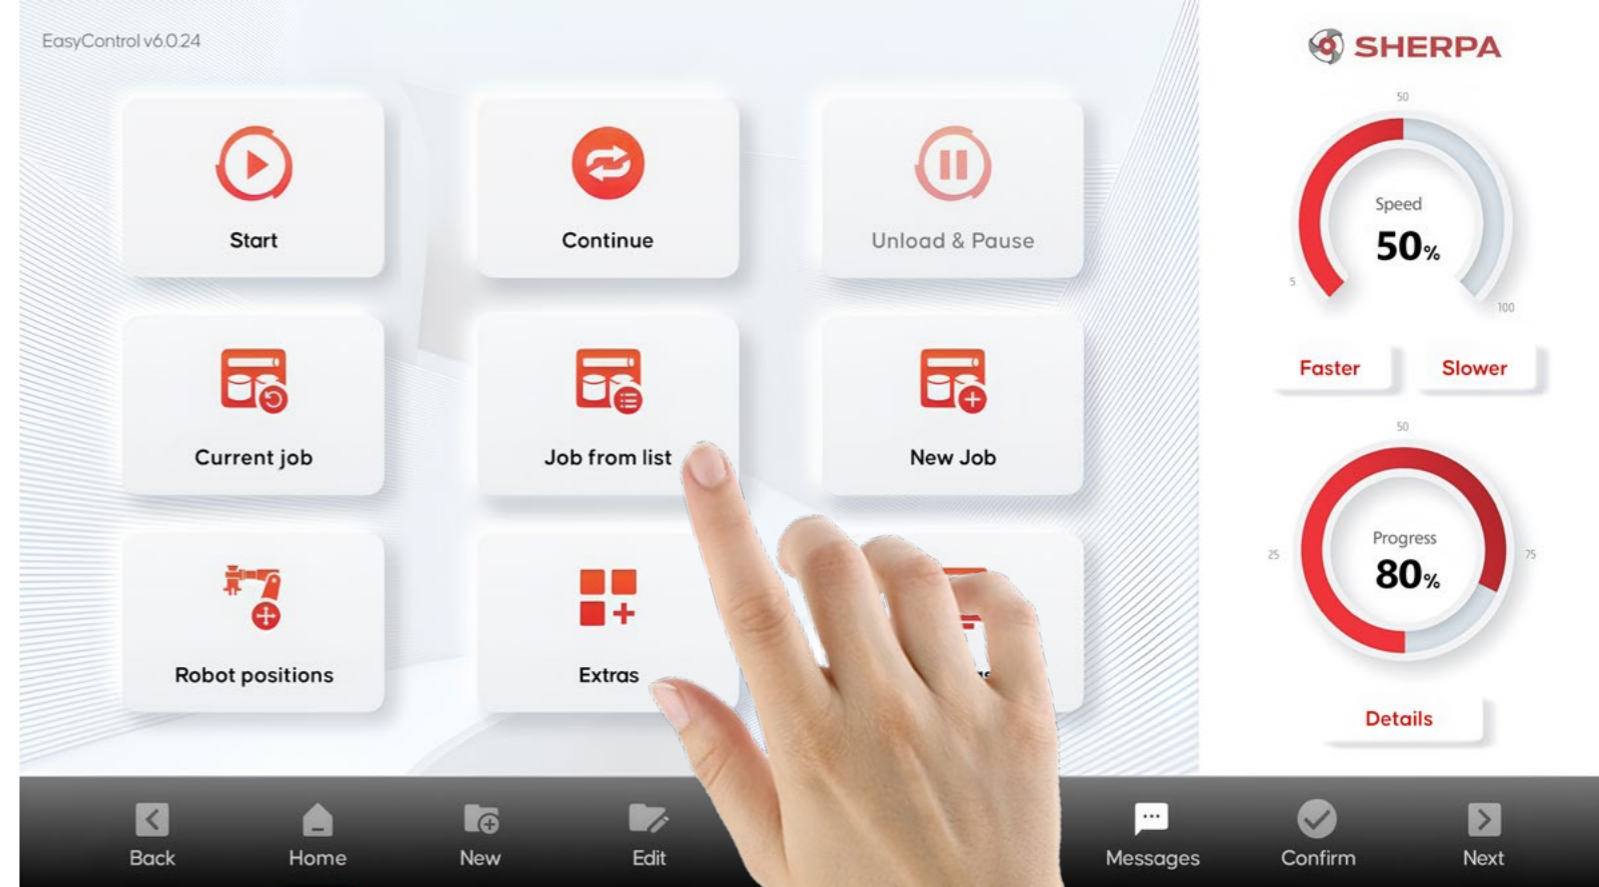 EasyControl v6.0.24
SHERPA
Start
Continue
Unload & Pause
Current job
Job from list
New Job
Robot positions
Extras
50
Speed
50%
5
100
Faster
Slower
50
25
Progress
80%
75
Details
Back
Home
New
Edit
Messages
Confirm
Next